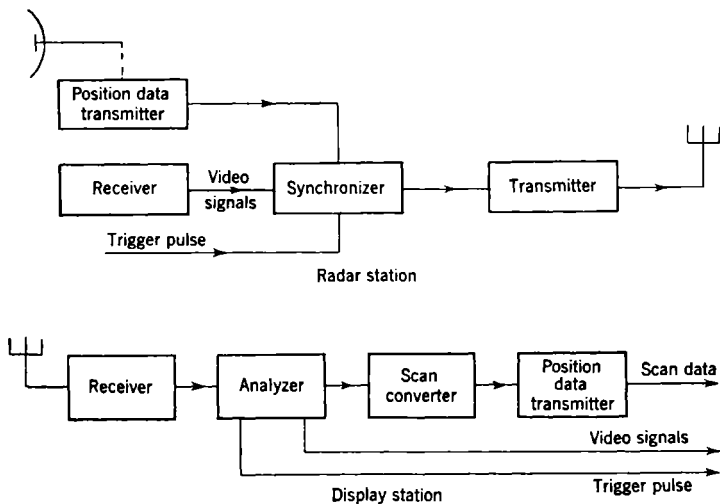 Position data
transmitter
Receiver
Video
signals
Synchronizer
Transmitter
Trigger pulse
Radar station
Receiver
Analyzer
Scan
converter
Position
data
transmitter
Scan data
Video signals
Trigger pulse
Display station